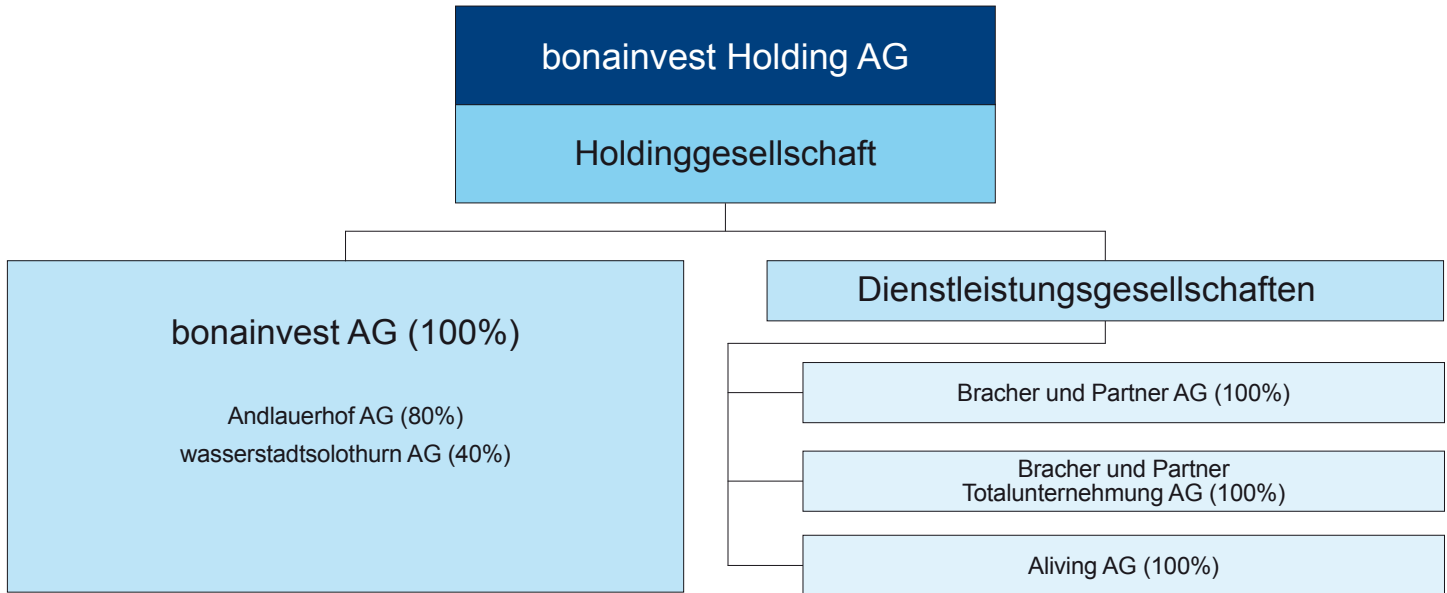 bonainvest Holding AG
Holdinggesellschaft
bonainvest AG (100%)
Andlauerhof AG (80%)
wasserstadtsolothurn AG (40%)
Dienstleistungsgesellschaften
Bracher und Partner AG (100%)
Bracher und Partner
Totalunternehmung AG (100%)
Aliving AG (100%)